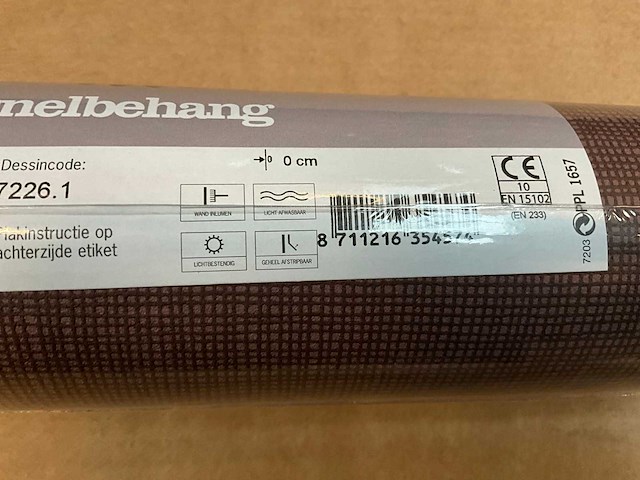 melbehang
Dessincode:
7226.1
0 cm
WAND INLIJMEN
LICHT AFWASBAAR
LICHTBESTENDIG
GEHEEL AFSTRIPBAAR
akinstructie op
achterzijde etiket
8 711216 354574
CE
10
EN 15102
(EN 233)
PPL 1657
7203